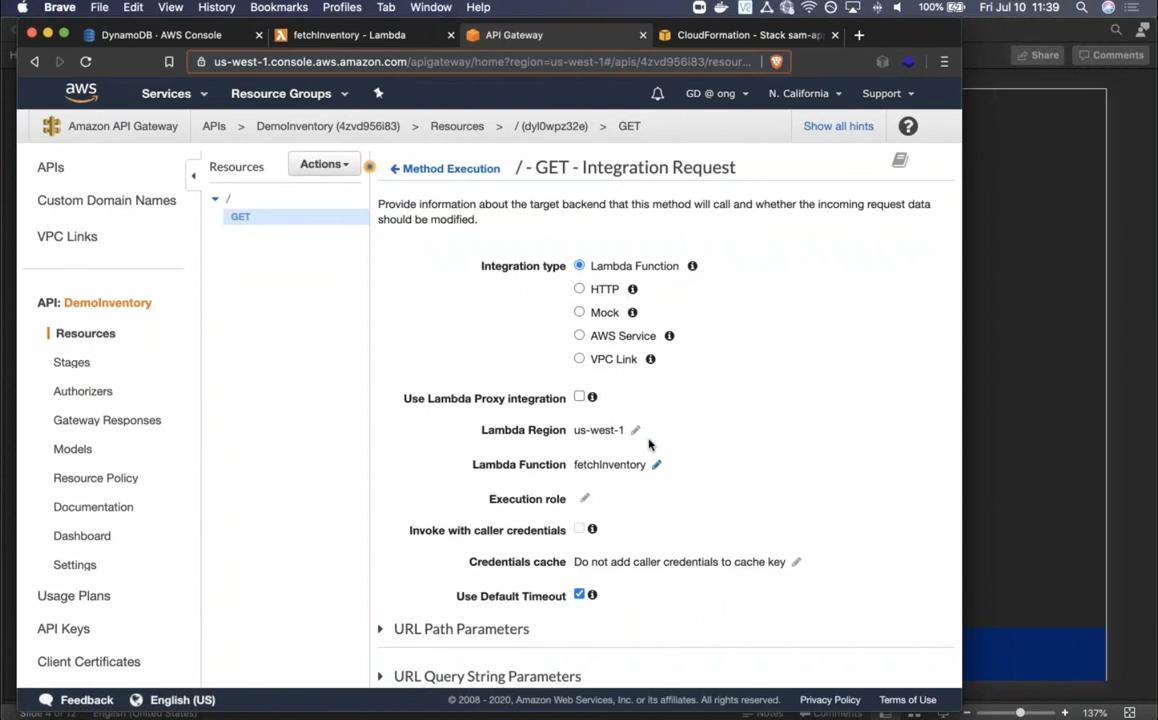 Brave File Edit View History Bookmarks Profiles Tab Window Help 100% Fri Jul 10 11:39
DynamoDB - AWS Console × fetchInventory - Lambda × API Gateway × CloudFormation - Stack sam-ap × +
Share Comments
us-west-1.console.aws.amazon.com/apigateway/home?region=us-west-1#/apis/4zvd956i83/resour...
aws Services Resource Groups GD @ ong N. California Support
Amazon API Gateway APIs > DemoInventory (4zvd956i83) > Resources > / (dyl0wpz32e) > GET Show all hints
APIs
Custom Domain Names
VPC Links
API: DemoInventory
Resources
Stages
Authorizers
Gateway Responses
Models
Resource Policy
Documentation
Dashboard
Settings
Usage Plans
API Keys
Client Certificates
Resources Actions
/
GET
Method Execution / - GET - Integration Request
Provide information about the target backend that this method will call and whether the incoming request data
should be modified.
Integration type Lambda Function
HTTP
Mock
AWS Service
VPC Link
Use Lambda Proxy integration
Lambda Region us-west-1
Lambda Function fetchInventory
Execution role
Invoke with caller credentials
Credentials cache Do not add caller credentials to cache key
Use Default Timeout
URL Path Parameters
URL Query String Parameters
Feedback English (US) © 2008 - 2020, Amazon Web Services, Inc. or its affiliates. All rights reserved. Privacy Policy Terms of Use
Slide 4 of 12 English (United States) Notes Comments 137%